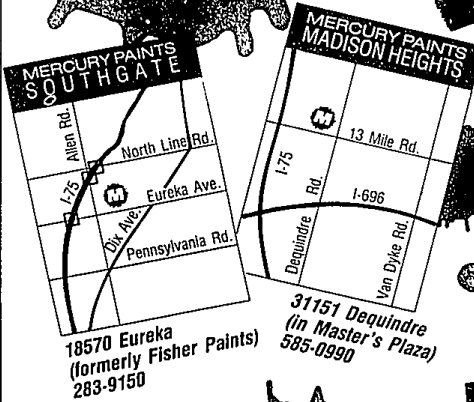 MERCURY PAINTS
SOUTHGATE
Allen Rd.
North Line Rd.
I-75
M
Eureka Ave.
Dix Ave.
Pennsylvania Rd.
18570 Eureka
(formerly Fisher Paints)
283-9150
MERCURY PAINTS
MADISON HEIGHTS
M
13 Mile Rd.
I-75
I-696
Dequindre Rd.
Van Dyke Rd.
31151 Dequindre
(in Master's Plaza)
585-0990